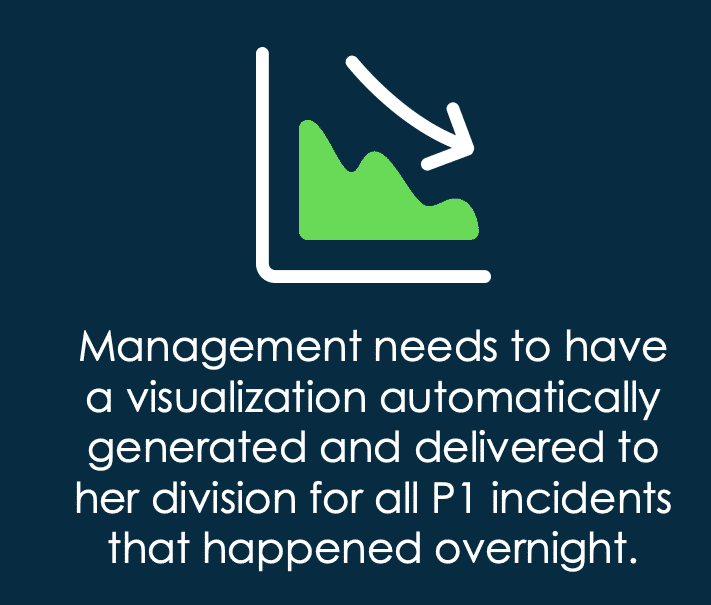 Management needs to have
a visualization automatically
generated and delivered to
her division for all P1 incidents
that happened overnight.